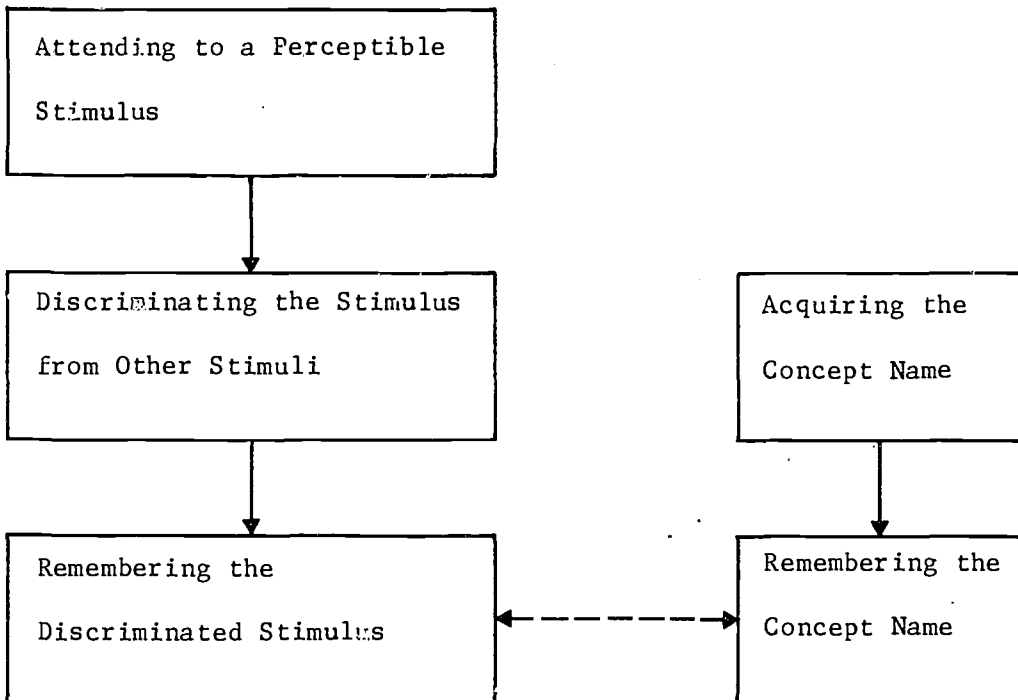 Attending to a Perceptible
Stimulus
Discriminating the Stimulus
from Other Stimuli
Acquiring the
Concept Name
Remembering the
Discriminated Stimulus
Remembering the
Concept Name